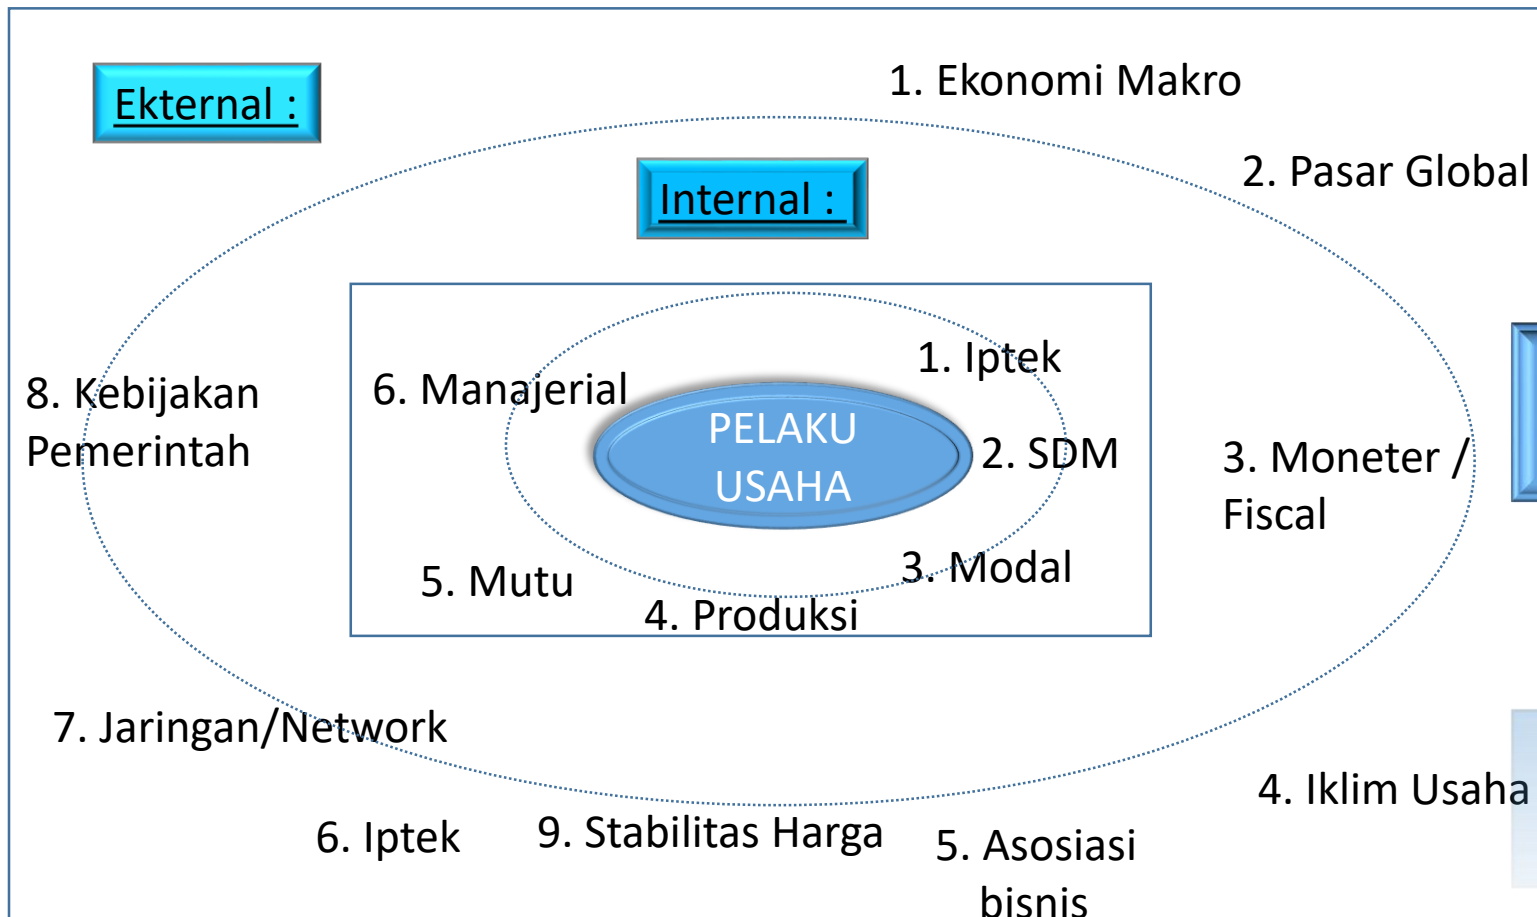 Ekternal :
1. Ekonomi Makro
2. Pasar Global
Internal :
1. Iptek
6. Manajerial
8. Kebijakan
Pemerintah
PELAKU
USAHA
2. SDM
3. Moneter /
Fiscal
3. Modal
5. Mutu
4. Produksi
7. Jaringan/Network
4. Iklim Usaha
6. Iptek
9. Stabilitas Harga
5. Asosiasi
bisnis